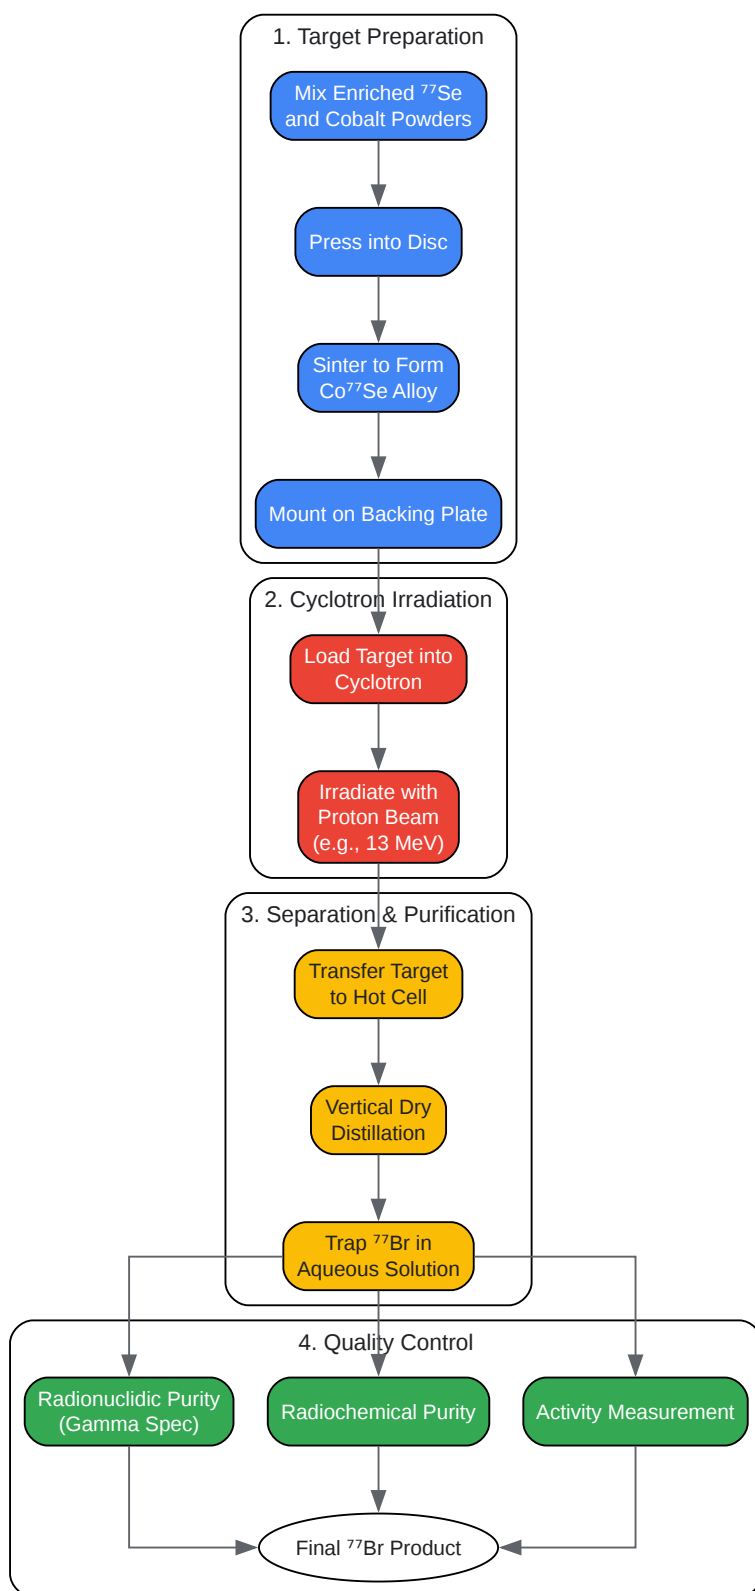 1. Target Preparation
Mix Enriched ⁷⁷Se
and Cobalt Powders
Press into Disc
Sinter to Form
Co⁷⁷Se Alloy
Mount on Backing Plate
2. Cyclotron Irradiation
Load Target into
Cyclotron
Irradiate with
Proton Beam
(e.g., 13 MeV)
3. Separation & Purification
Transfer Target
to Hot Cell
Vertical Dry
Distillation
Trap ⁷⁷Br in
Aqueous Solution
4. Quality Control
Radionuclidic Purity
(Gamma Spec)
Radiochemical Purity
Activity Measurement
Final ⁷⁷Br Product